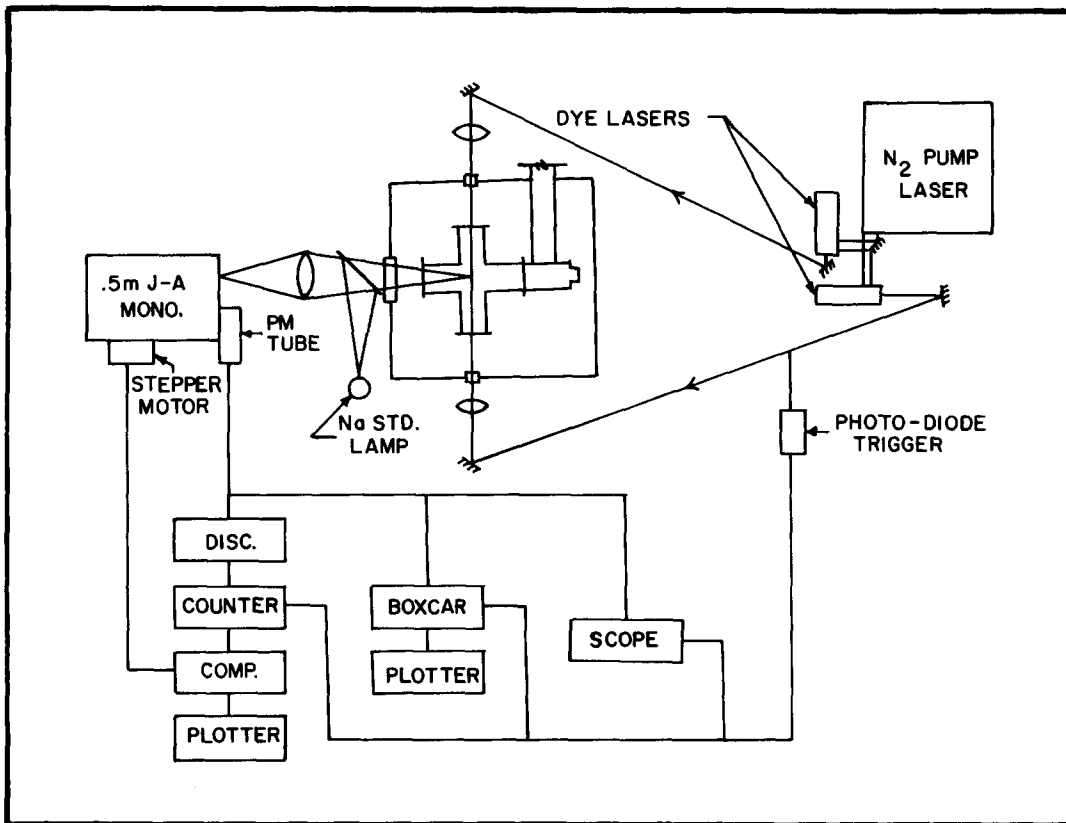 DYE LASERS
N2 PUMP
LASER
.5m J-A
MONO.
PM
TUBE
STEPPER
MOTOR
Na STD.
LAMP
PHOTO-DIODE
TRIGGER
DISC.
COUNTER
BOXCAR
SCOPE
COMP.
PLOTTER
PLOTTER